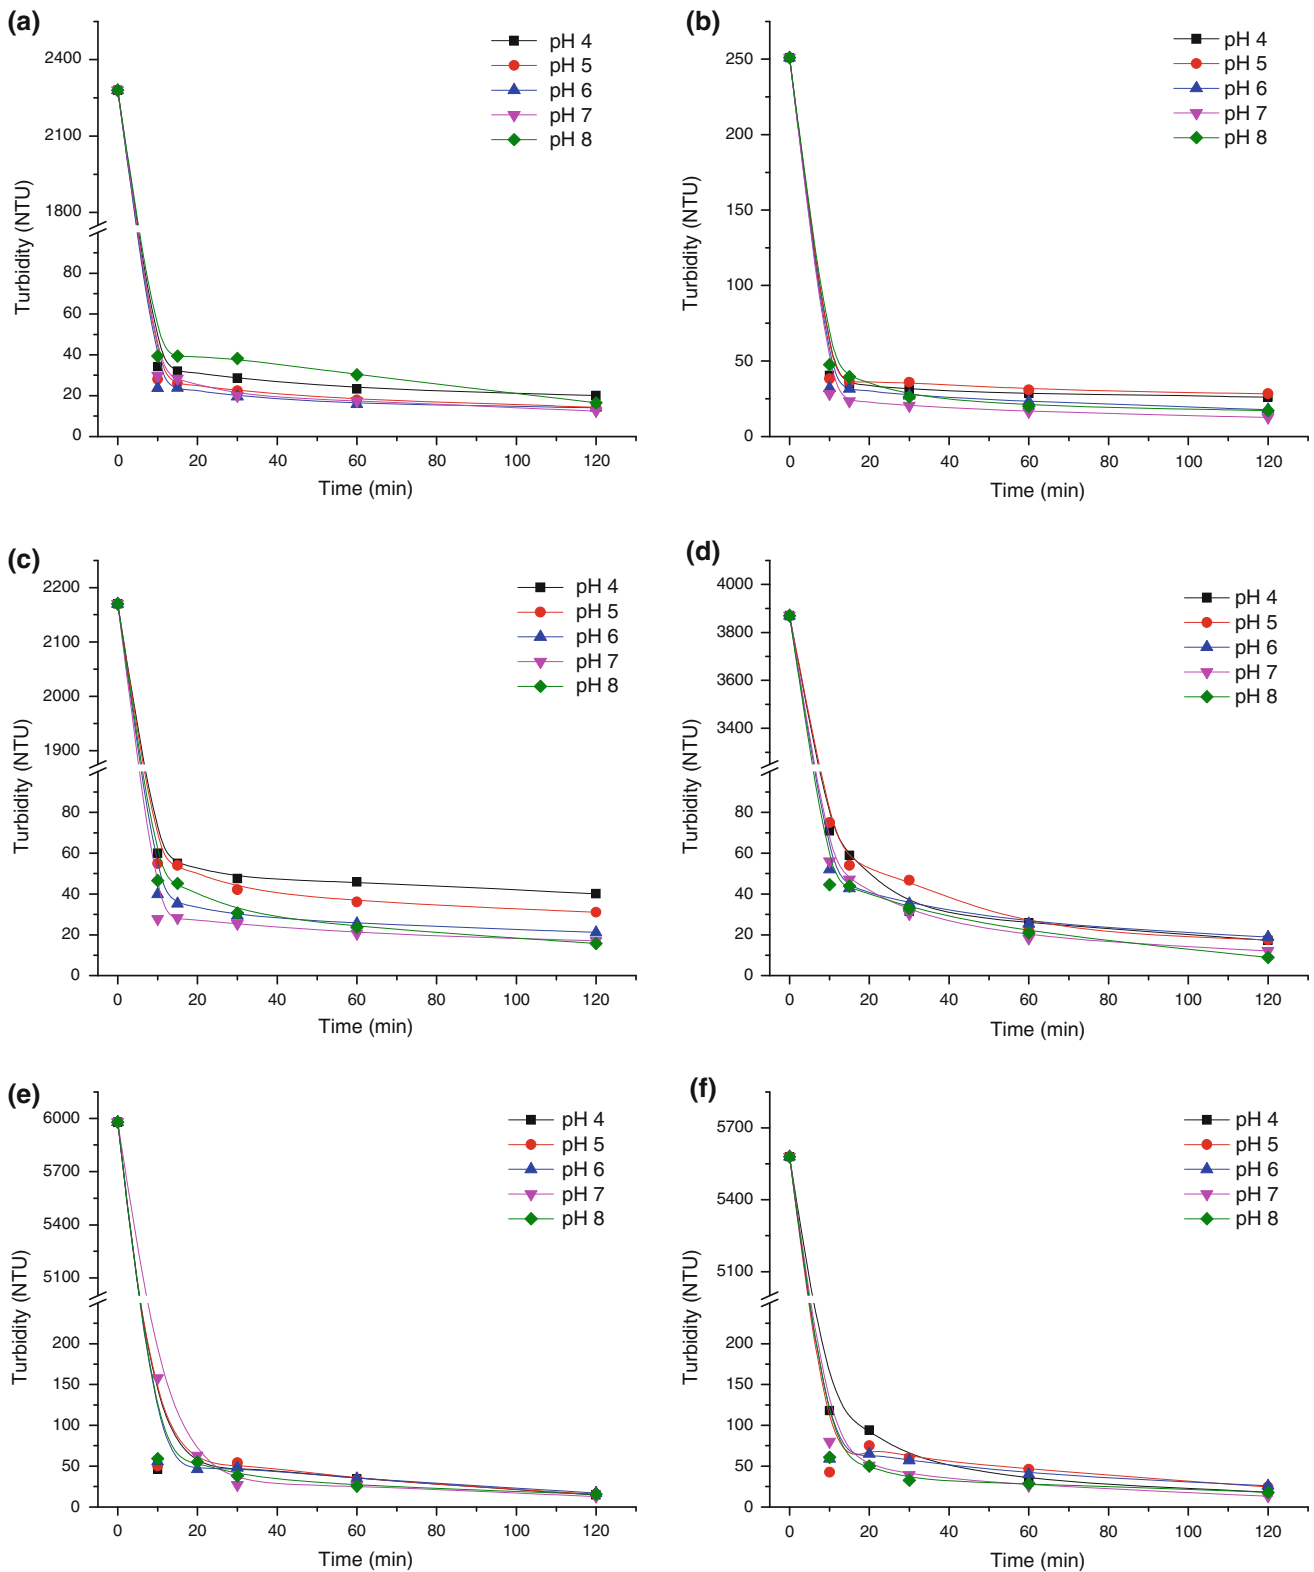 (a)
pH 4
pH 5
pH 6
pH 7
pH 8
2400
2100
1800
80
60
40
20
0
Turbidity (NTU)
0 20 40 60 80 100 120
Time (min)
(b)
pH 4
pH 5
pH 6
pH 7
pH 8
250
200
150
100
50
0
Turbidity (NTU)
0 20 40 60 80 100 120
Time (min)
(c)
pH 4
pH 5
pH 6
pH 7
pH 8
2200
2100
2000
1900
80
60
40
20
0
Turbidity (NTU)
0 20 40 60 80 100 120
Time (min)
(d)
pH 4
pH 5
pH 6
pH 7
pH 8
4000
3800
3600
3400
80
60
40
20
0
Turbidity (NTU)
0 20 40 60 80 100 120
Time (min)
(e)
pH 4
pH 5
pH 6
pH 7
pH 8
6000
5700
5400
5100
200
150
100
50
0
Turbidity (NTU)
0 20 40 60 80 100 120
Time (min)
(f)
pH 4
pH 5
pH 6
pH 7
pH 8
5700
5400
5100
200
150
100
50
0
Turbidity (NTU)
0 20 40 60 80 100 120
Time (min)